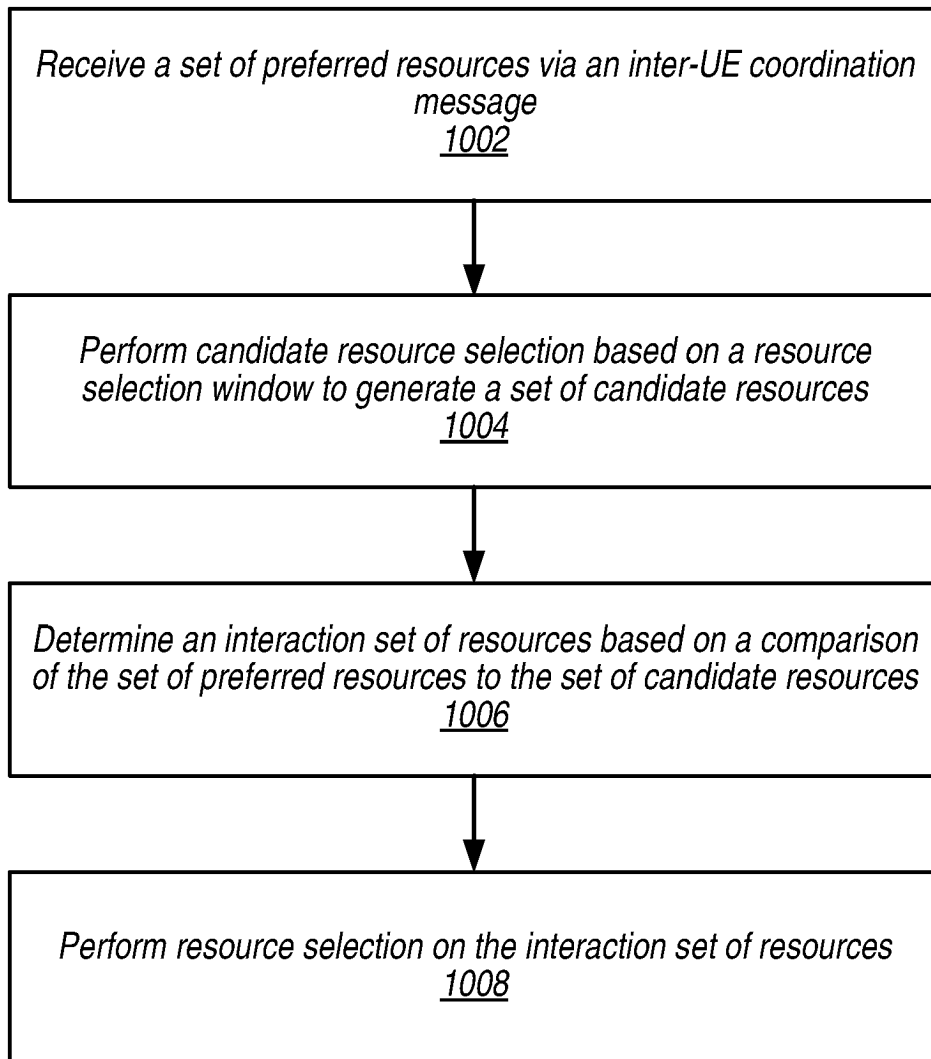 Receive a set of preferred resources via an inter-UE coordination
message
1002
Perform candidate resource selection based on a resource
selection window to generate a set of candidate resources
1004
Determine an interaction set of resources based on a comparison
of the set of preferred resources to the set of candidate resources
1006
Perform resource selection on the interaction set of resources
1008